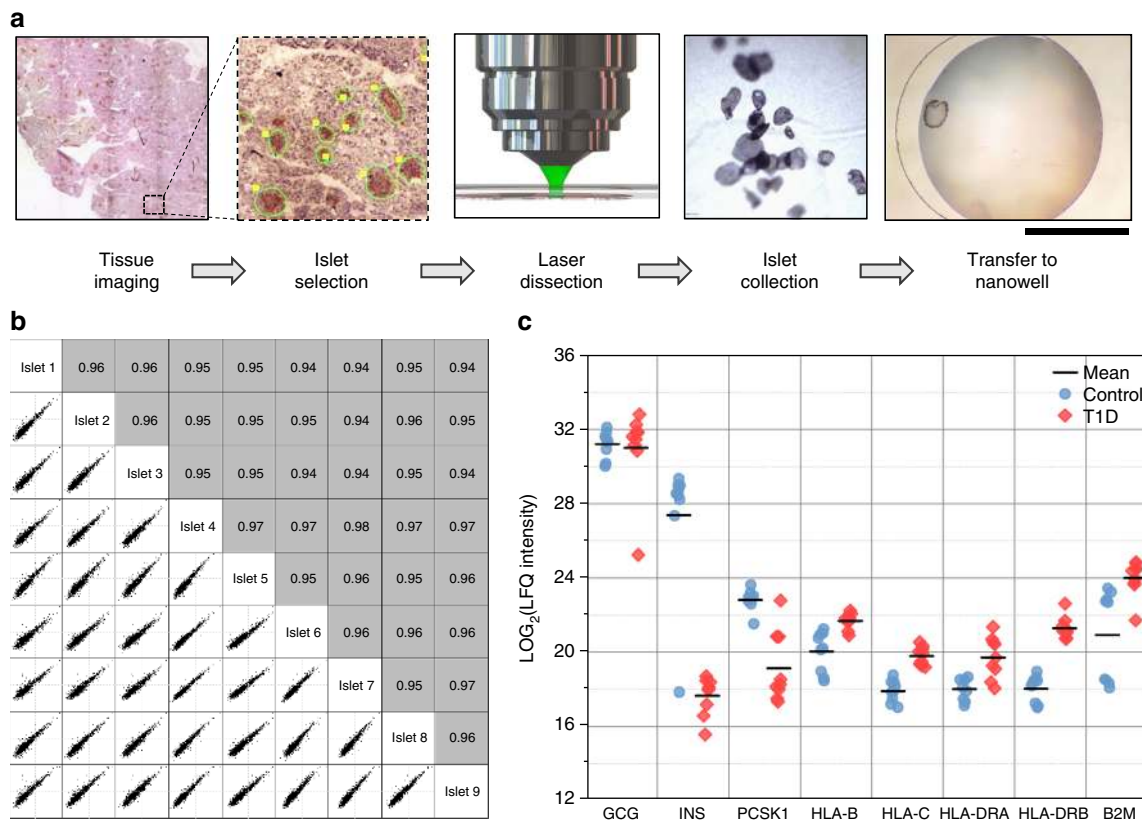 a
Tissue
imaging
Islet
selection
Laser
dissection
Islet
collection
Transfer to
nanowell
b
Islet 1 0.96 0.96 0.95 0.95 0.94 0.94 0.95 0.94
Islet 2 0.96 0.95 0.95 0.94 0.96 0.95
Islet 3 0.95 0.95 0.94 0.94 0.95 0.94
Islet 4 0.97 0.97 0.98 0.97 0.97
Islet 5 0.95 0.96 0.95 0.96
Islet 6 0.96 0.96 0.96
Islet 7 0.95 0.97
Islet 8 0.96
Islet 9
c
LOG2(LFQ intensity)
36
32
28
24
20
16
12
Mean
Control
T1D
GCG INS PCSK1 HLA-B HLA-C HLA-DRA HLA-DRB B2M